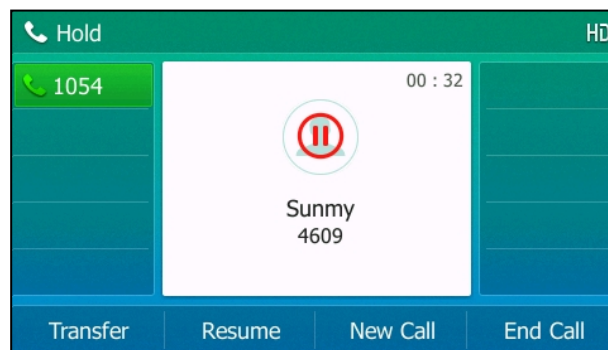 Hold HD
1054
00 : 32
Sunmy
4609
Transfer Resume New Call End Call